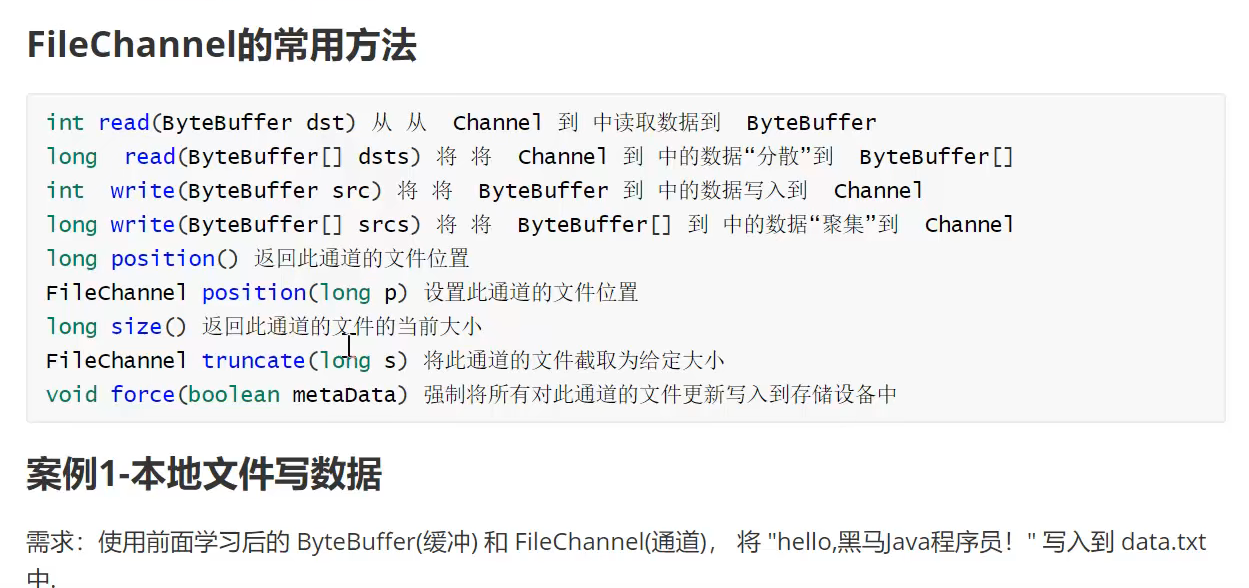 FileChannel的常用方法
int read(ByteBuffer dst) 从 从 Channel 到 中读取数据到 ByteBuffer
long read(ByteBuffer[] dsts) 将 将 Channel 到 中的数据“分散”到 ByteBuffer[]
int write(ByteBuffer src) 将 将 ByteBuffer 到 中的数据写入到 Channel
long write(ByteBuffer[] srcs) 将 将 ByteBuffer[] 到 中的数据“聚集”到 Channel
long position() 返回此通道的文件位置
FileChannel position(long p) 设置此通道的文件位置
long size() 返回此通道的文件的当前大小
FileChannel truncate(long s) 将此通道的文件截取为给定大小
void force(boolean metaData) 强制将所有对此通道的文件更新写入到存储设备中
案例1-本地文件写数据
需求：使用前面学习后的 ByteBuffer(缓冲) 和 FileChannel(通道)， 将 "hello,黑马Java程序员！" 写入到 data.txt
中.